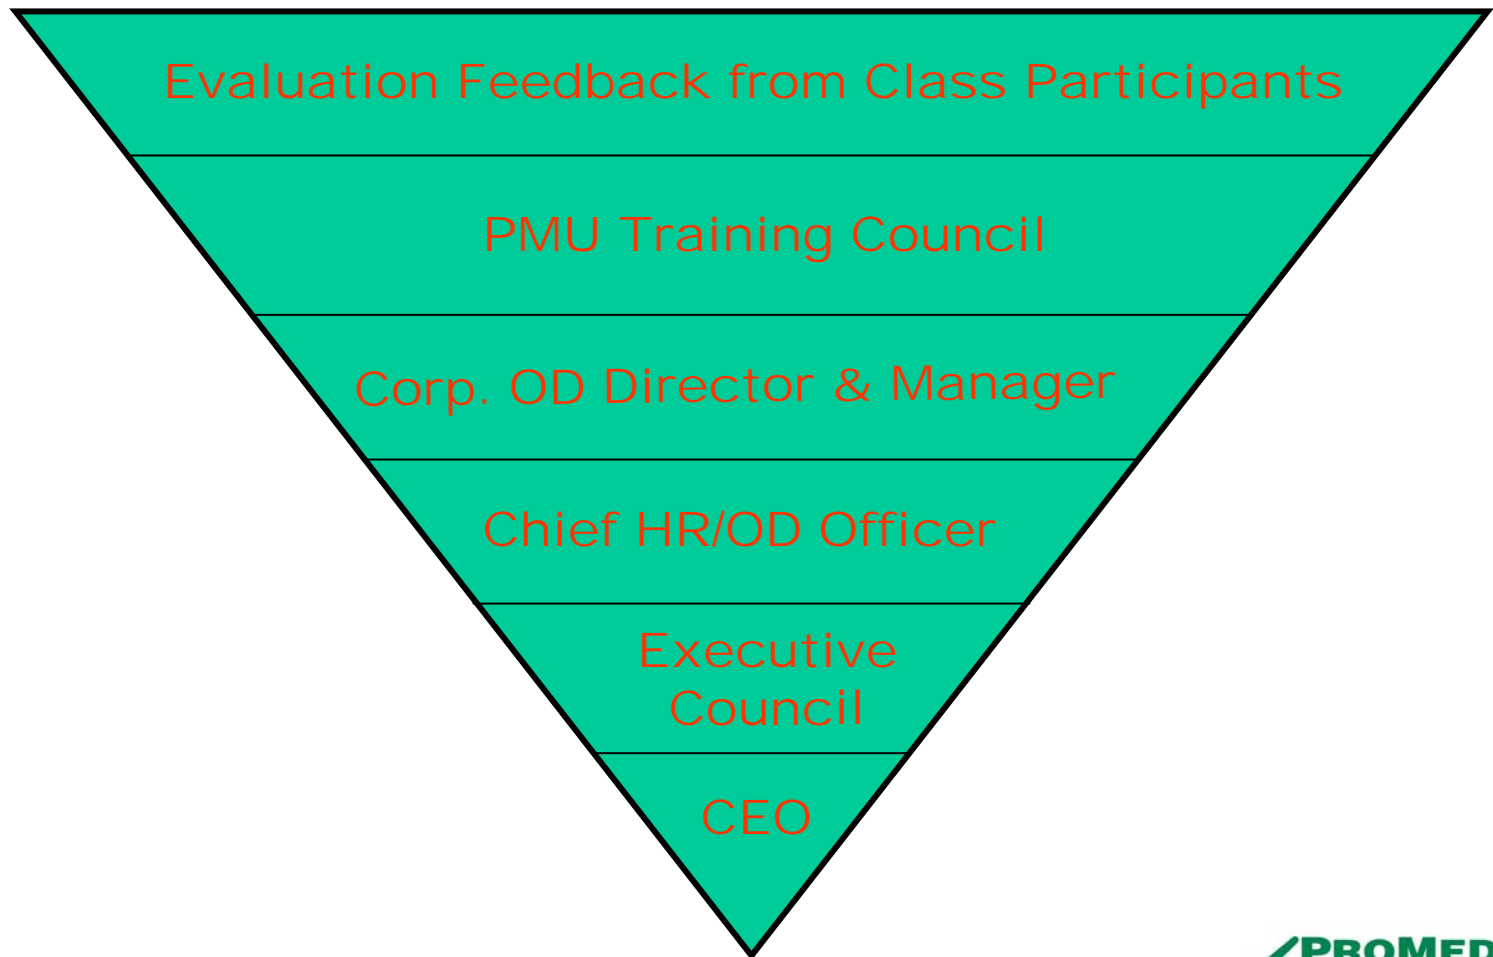 Evaluation Feedback from Class Participants
PMU Training Council
Corp. OD Director & Manager
Chief HR/OD Officer
Executive
Council
CEO
PROMED